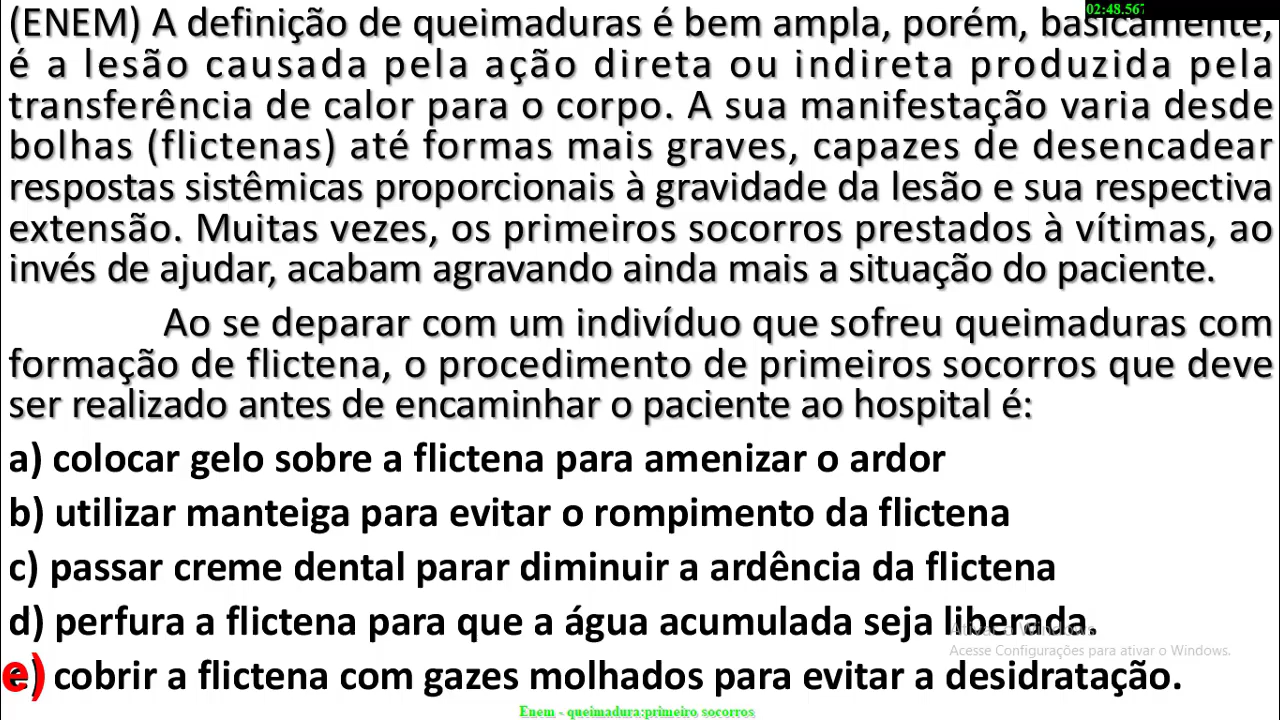 02:48.567
(ENEM) A definição de queimaduras é bem ampla, porém, basicamente,
é a lesão causada pela ação direta ou indireta produzida pela
transferência de calor para o corpo. A sua manifestação varia desde
bolhas (flictenas) até formas mais graves, capazes de desencadear
respostas sistêmicas proporcionais à gravidade da lesão e sua respectiva
extensão. Muitas vezes, os primeiros socorros prestados à vítimas, ao
invés de ajudar, acabam agravando ainda mais a situação do paciente.
Ao se deparar com um indivíduo que sofreu queimaduras com
formação de flictena, o procedimento de primeiros socorros que deve
ser realizado antes de encaminhar o paciente ao hospital é:
a) colocar gelo sobre a flictena para amenizar o ardor
b) utilizar manteiga para evitar o rompimento da flictena
c) passar creme dental parar diminuir a ardência da flictena
d) perfura a flictena para que a água acumulada seja liberada.
Ativar o Windows
Acesse Configurações para ativar o Windows.
e) cobrir a flictena com gazes molhados para evitar a desidratação.
Enem - queimadura:primeiro socorros